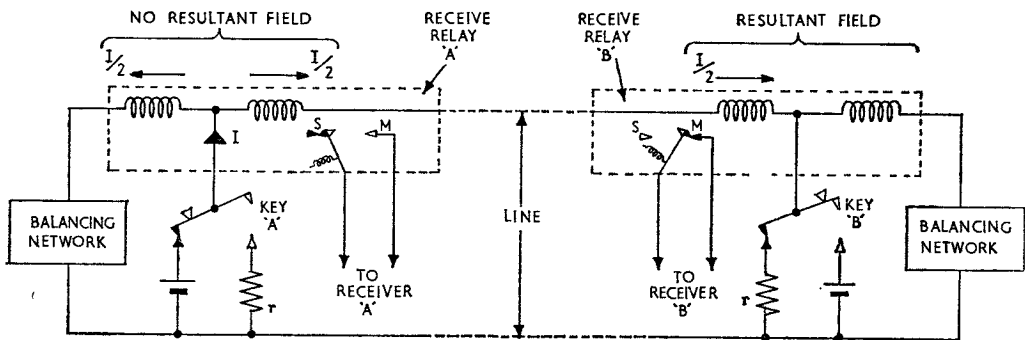 NO RESULTANT FIELD
RECEIVE
RELAY
'A'
RECEIVE
RELAY
'B'
RESULTANT FIELD
I/2
I/2
I/2
I
S
M
S
M
KEY
'A'
KEY
'B'
LINE
BALANCING
NETWORK
BALANCING
NETWORK
r
r
TO
RECEIVER
'A'
TO
RECEIVER
'B'